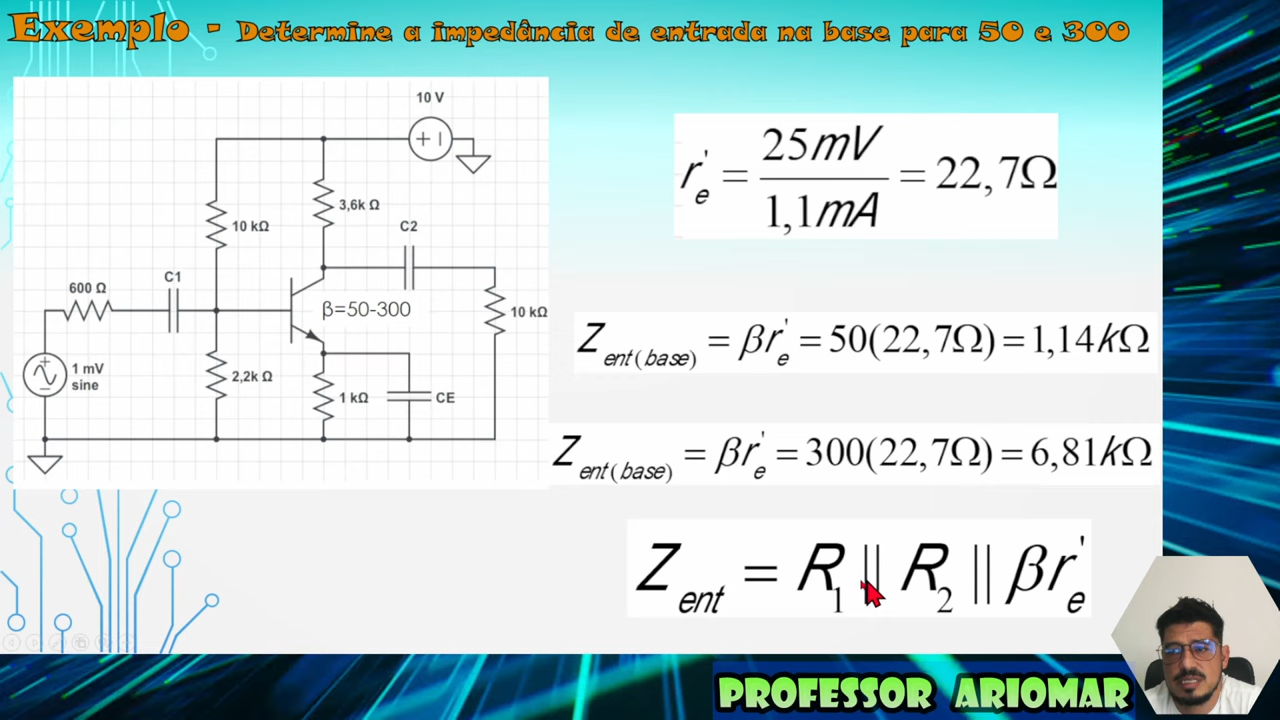 Exemplo - Determine a impedância de entrada na base para 50 e 300
10 V
3,6k Ω
10 kΩ
C2
C1
600 Ω
β=50-300
10 kΩ
1 mV
sine
2,2k Ω
1 kΩ
CE
r'e = 25mV / 1,1mA = 22,7Ω
Zent(base) = βr'e = 50(22,7Ω) = 1,14kΩ
Zent(base) = βr'e = 300(22,7Ω) = 6,81kΩ
Zent = R1 || R2 || βr'e
PROFESSOR ARIOMAR